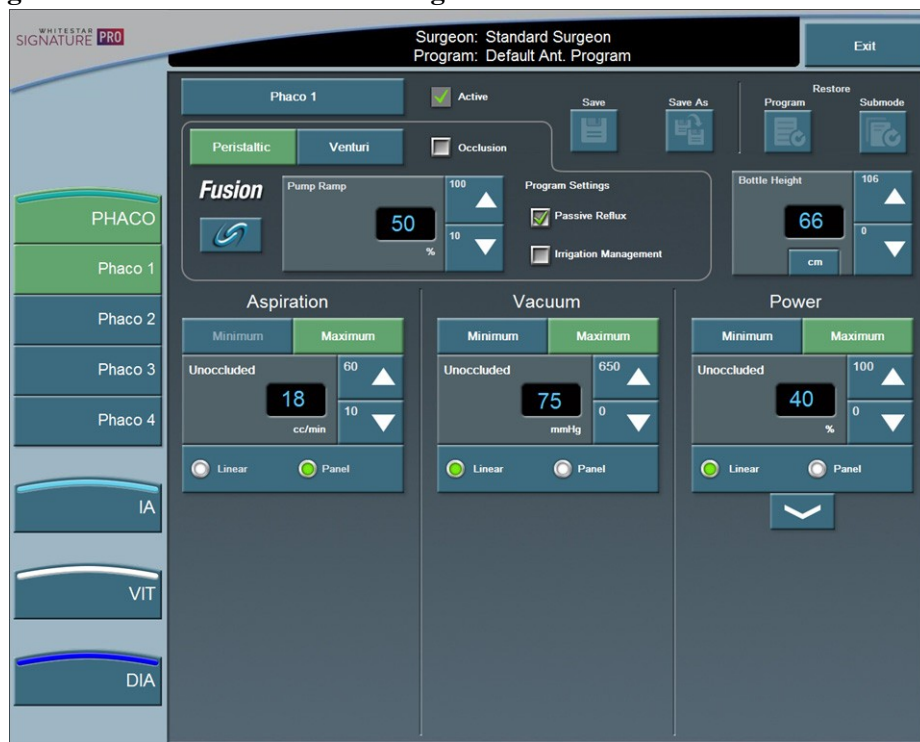 WHITESTAR
SIGNATURE PRO
Surgeon: Standard Surgeon
Program: Default Ant. Program
Exit
Phaco 1
Active
Save
Save As
Restore
Program
Submode
Peristaltic
Venturi
Occlusion
Fusion
Pump Ramp
50
%
100
10
Program Settings
Passive Reflux
Irrigation Management
Bottle Height
66
cm
106
0
PHACO
Phaco 1
Phaco 2
Phaco 3
Phaco 4
IA
VIT
DIA
Aspiration
Minimum
Maximum
Unoccluded
18
cc/min
60
10
Linear
Panel
Vacuum
Minimum
Maximum
Unoccluded
75
mmHg
650
0
Linear
Panel
Power
Minimum
Maximum
Unoccluded
40
%
100
0
Linear
Panel